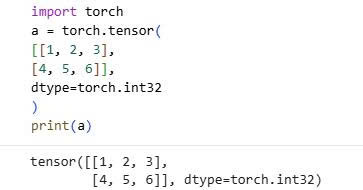 import torch
a = torch.tensor(
[[1, 2, 3],
[4, 5, 6]],
dtype=torch.int32
)
print(a)
tensor([[1, 2, 3],
        [4, 5, 6]], dtype=torch.int32)